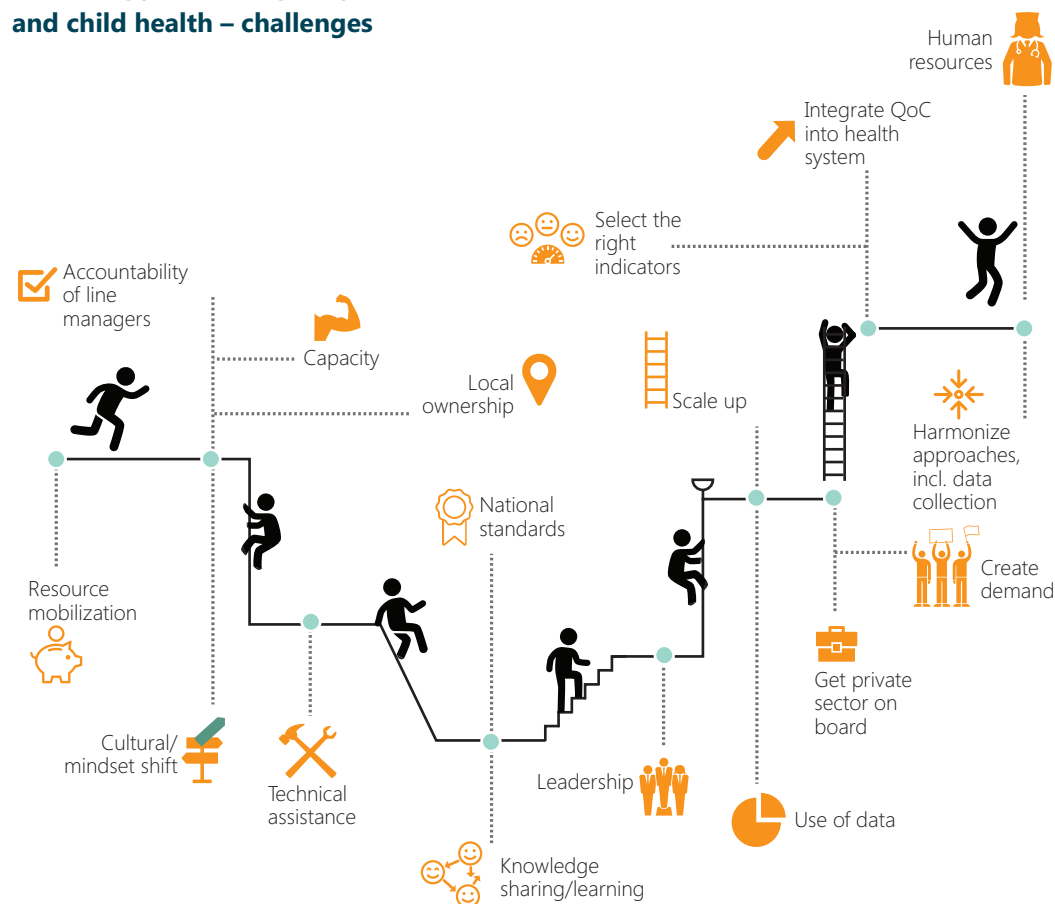 and child health – challenges
Human
resources
Integrate QoC
into health
system
Select the
right
indicators
Accountability
of line
managers
Capacity
Local
ownership
Scale up
Harmonize
approaches,
incl. data
collection
National
standards
Create
demand
Resource
mobilization
Get private
sector on
board
Cultural/
mindset shift
Technical
assistance
Leadership
Use of data
Knowledge
sharing/learning